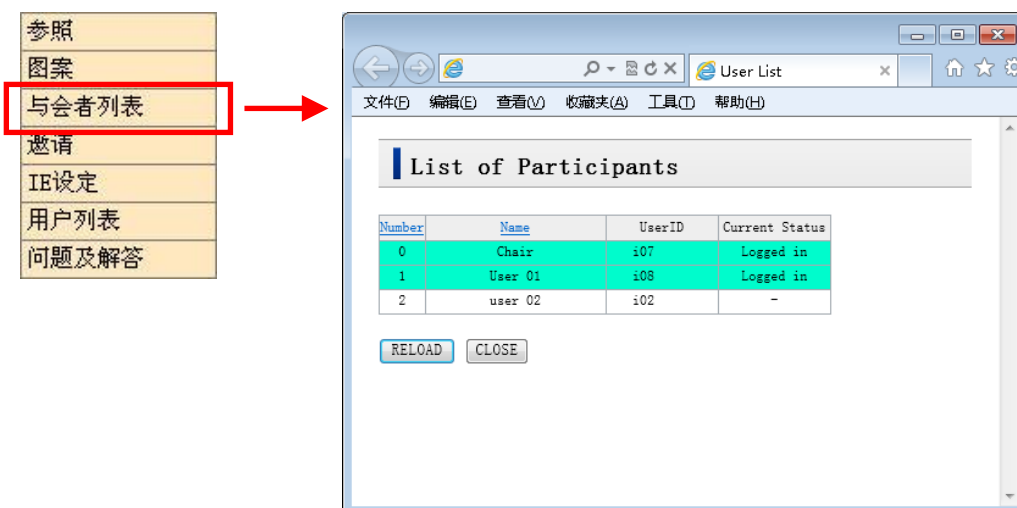 参照
图案
与会者列表
邀请
IE设定
用户列表
问题及解答
User List
文件(F) 编辑(E) 查看(V) 收藏夹(A) 工具(T) 帮助(H)
List of Participants
Number Name UserID Current Status
0 Chair i07 Logged in
1 User 01 i08 Logged in
2 user 02 i02 -
RELOAD CLOSE